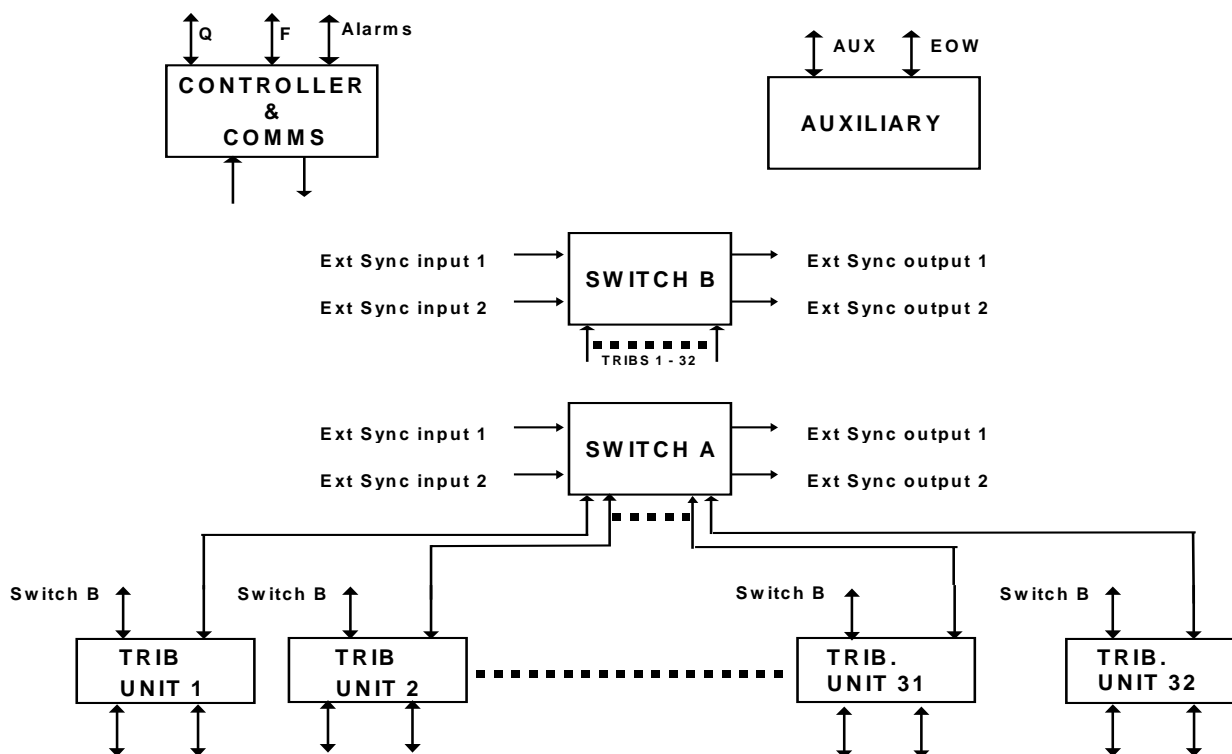 Q
F
Alarms
CONTROLLER
&
COMMS
AUX
EOW
AUXILIARY
Ext Sync input 1
Ext Sync input 2
SWITCH B
Ext Sync output 1
Ext Sync output 2
TRIBS 1 - 32
Ext Sync input 1
Ext Sync input 2
SWITCH A
Ext Sync output 1
Ext Sync output 2
Switch B
Switch B
Switch B
Switch B
TRIB
UNIT 1
TRIB
UNIT 2
TRIB.
UNIT 31
TRIB.
UNIT 32